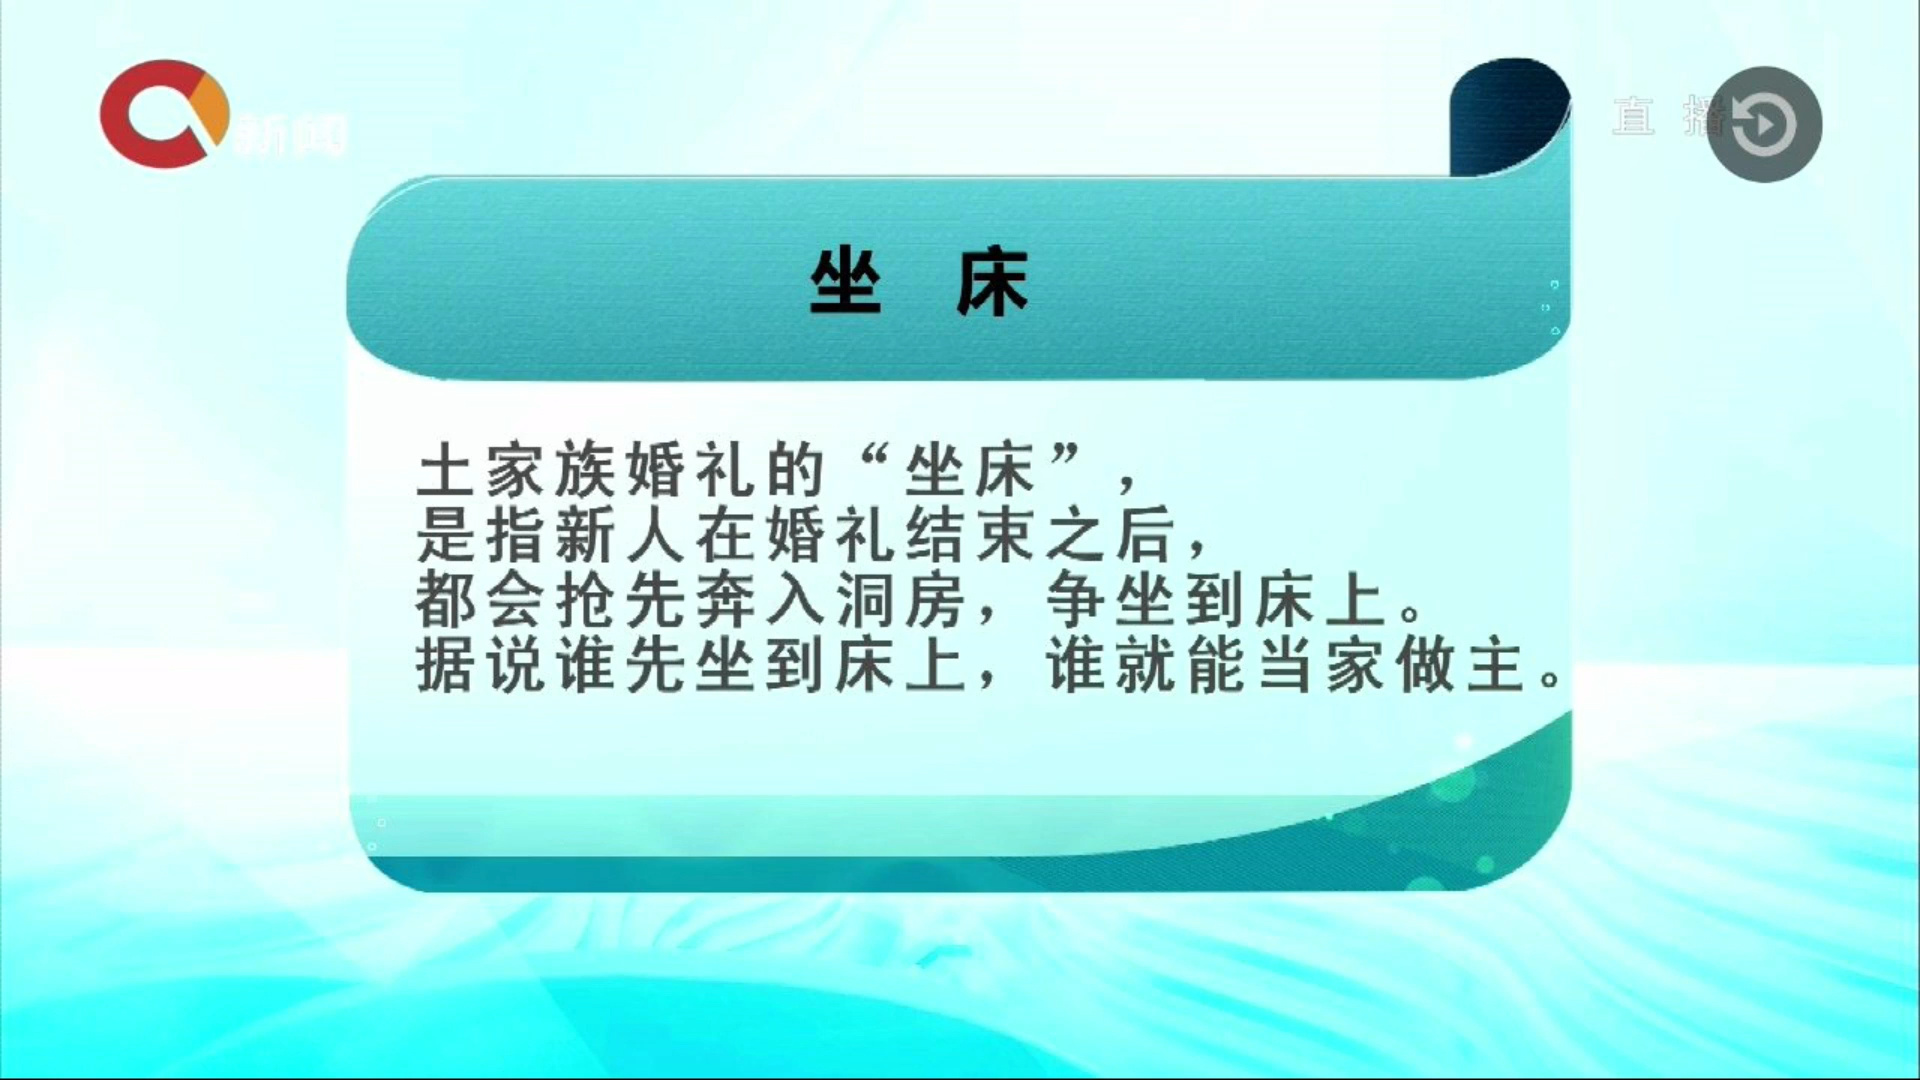 新闻
直 播
坐 床
土家族婚礼的“坐床”，
是指新人在婚礼结束之后，
都会抢先奔入洞房，争坐到床上。
据说谁先坐到床上，谁就能当家做主。